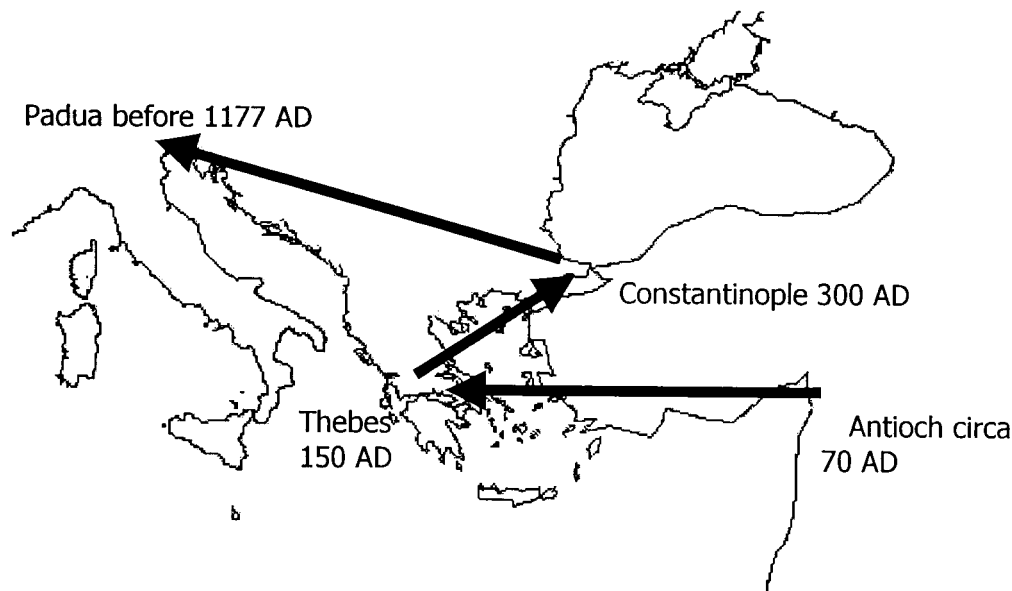 Padua before 1177 AD
Constantinople 300 AD
Thebes
150 AD
Antioch circa
70 AD